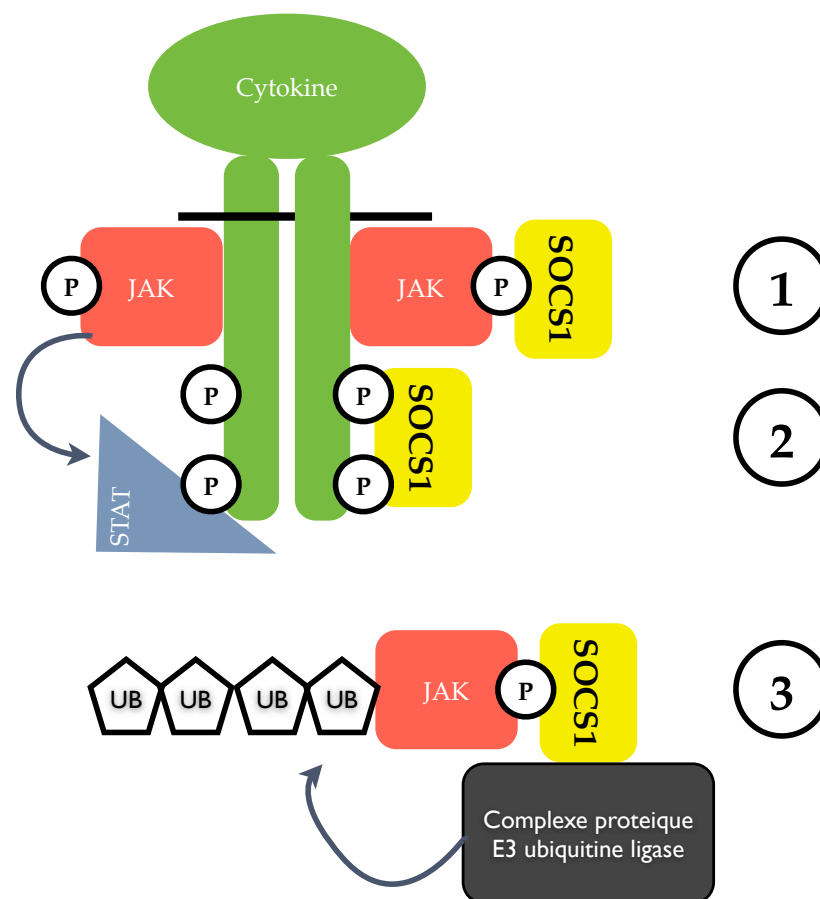 Cytokine
P
JAK
JAK
P
SOCS1
1
P
P
SOCS1
2
P
P
STAT
UB
UB
UB
UB
JAK
P
SOCS1
3
Complexe proteique
E3 ubiquitine ligase